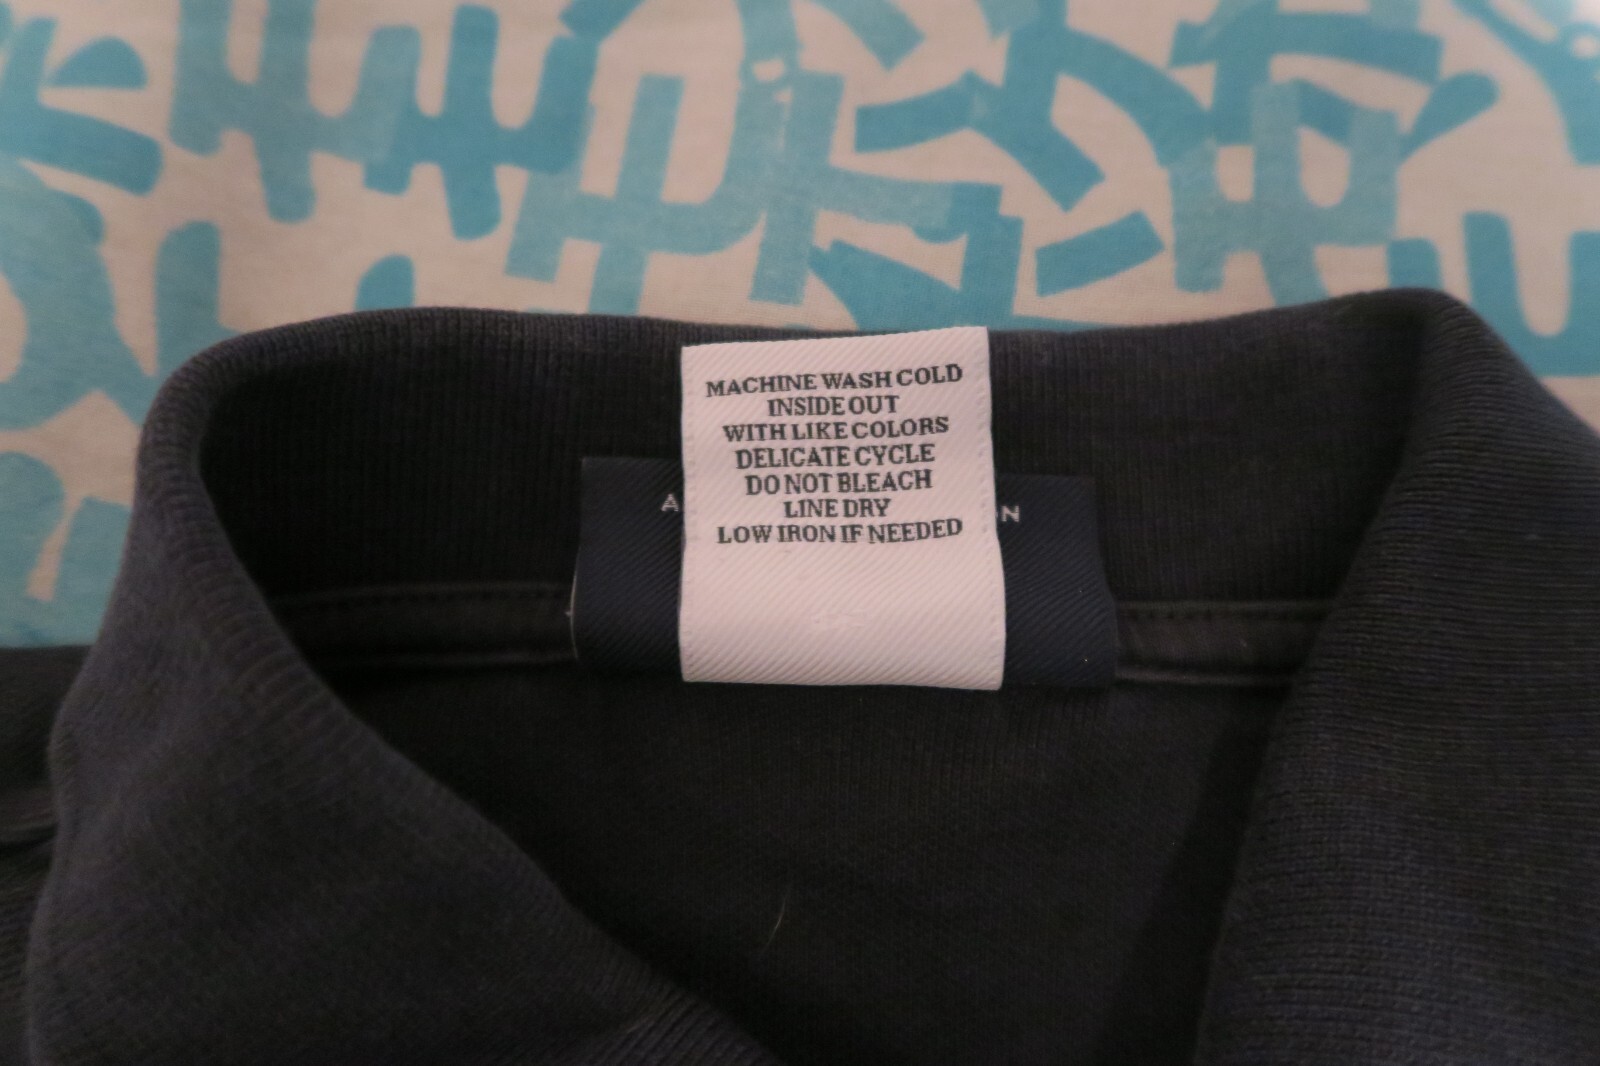 MACHINE WASH COLD
INSIDE OUT
WITH LIKE COLORS
DELICATE CYCLE
DO NOT BLEACH
LINE DRY
LOW IRON IF NEEDED